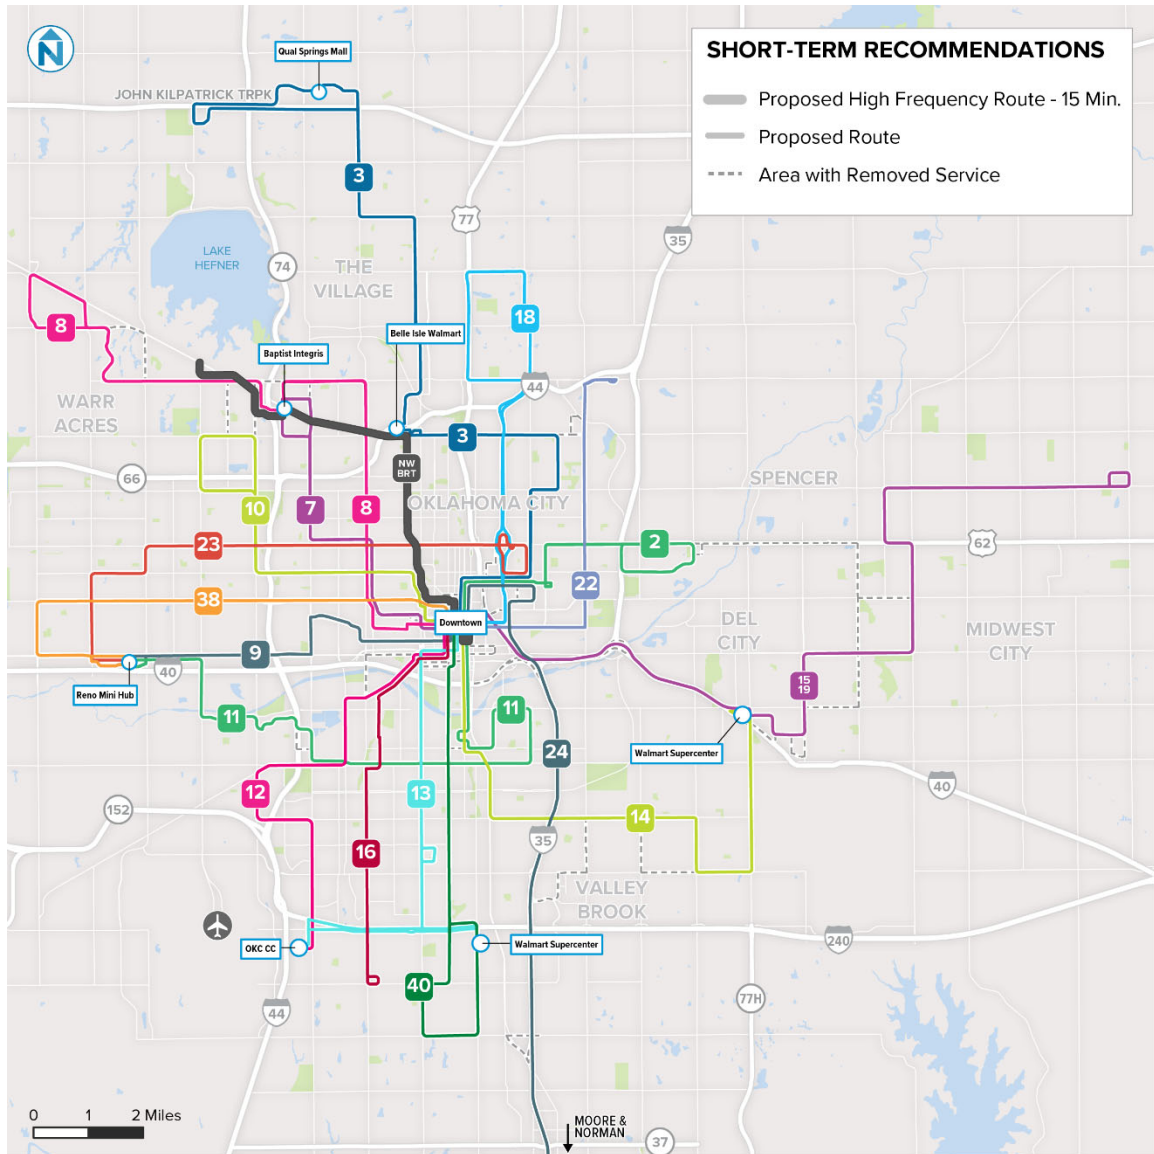 N
Qual Springs Mall
SHORT-TERM RECOMMENDATIONS
Proposed High Frequency Route - 15 Min.
Proposed Route
Area with Removed Service
JOHN KILPATRICK TRPK
3
77
35
LAKE
HEFNER
74
THE
VILLAGE
18
8
Belle Isle Walmart
Baptist Integris
44
WARR
ACRES
3
NW
BRT
66
SPENCER
OKLAHOMA CITY
10
7
8
23
2
62
22
38
Downtown
DEL
CITY
MIDWEST
CITY
9
40
15
19
Reno Mini Hub
11
11
24
Walmart Supercenter
12
13
40
152
14
35
16
VALLEY
BROOK
OKC CC
Walmart Supercenter
240
40
77H
44
0 1 2 Miles
MOORE &
NORMAN
37